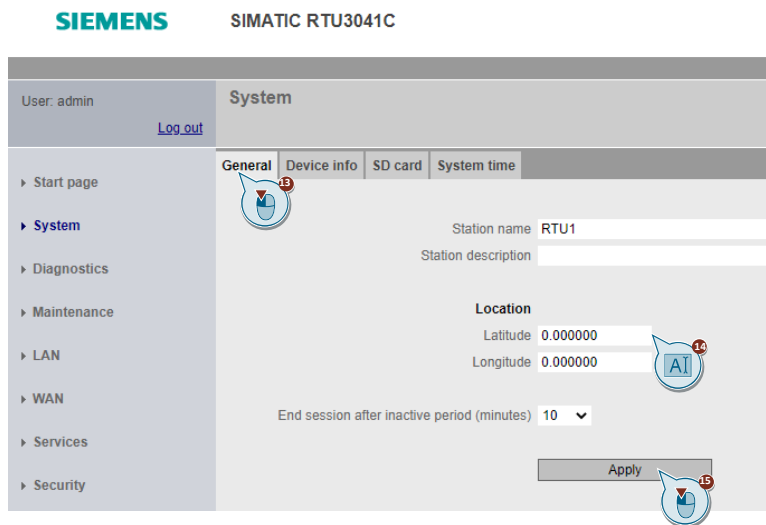 SIEMENS SIMATIC RTU3041C
User: admin
Log out
System
General Device info SD card System time
13
Start page
System
Diagnostics
Maintenance
LAN
WAN
Services
Security
Station name RTU1
Station description
Location
Latitude 0.000000
Longitude 0.000000
14
AI
End session after inactive period (minutes) 10
Apply
15